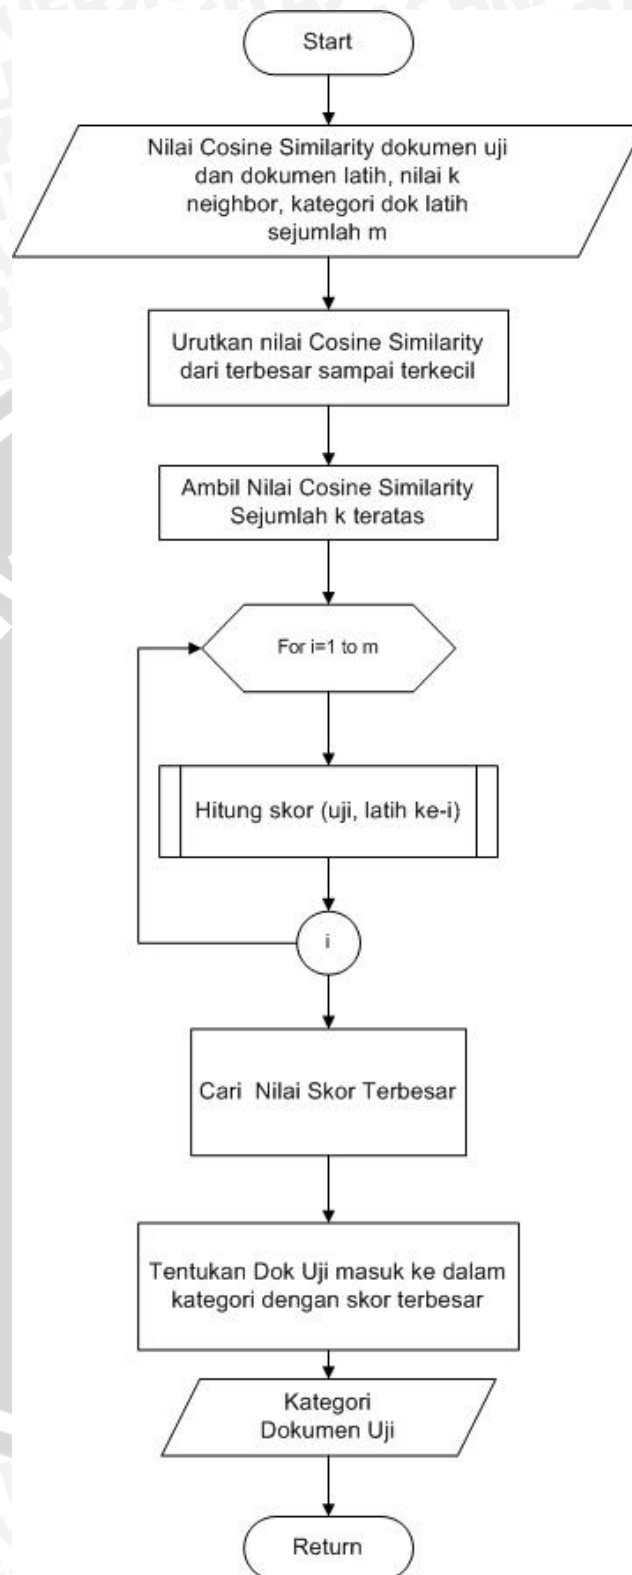 Start
Nilai Cosine Similarity dokumen uji
dan dokumen latih, nilai k
neighbor, kategori dok latih
sejumlah m
Urutkan nilai Cosine Similarity
dari terbesar sampai terkecil
Ambil Nilai Cosine Similarity
Sejumlah k teratas
For i=1 to m
Hitung skor (uji, latih ke-i)
i
Cari Nilai Skor Terbesar
Tentukan Dok Uji masuk ke dalam
kategori dengan skor terbesar
Kategori
Dokumen Uji
Return